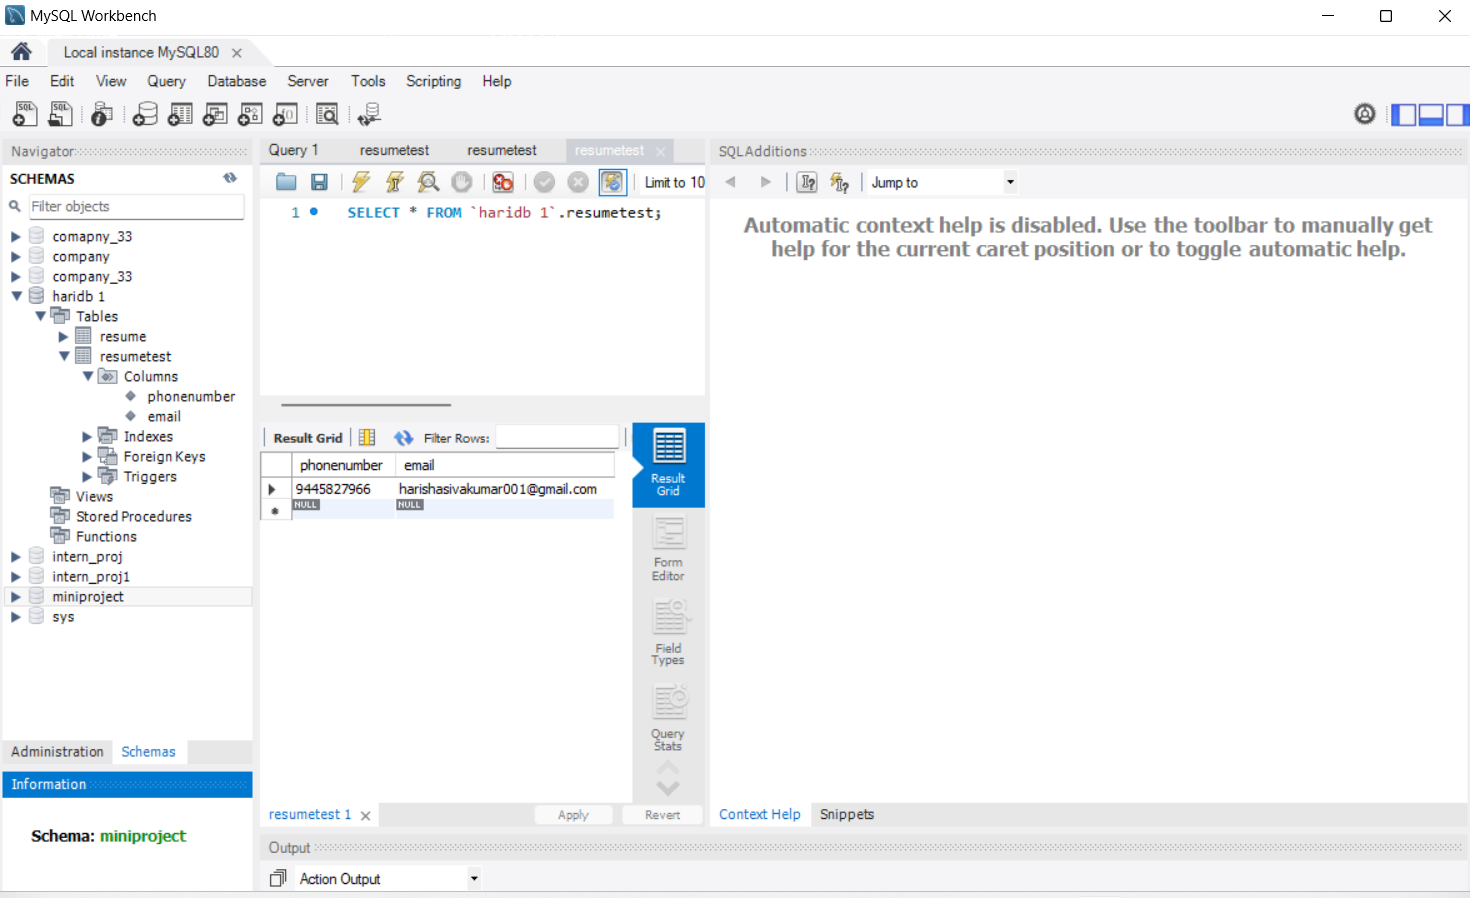 MySQL Workbench
Local instance MySQL80
File Edit View Query Database Server Tools Scripting Help
Navigator
SCHEMAS
Filter objects
comapny_33
company
company_33
haridb 1
Tables
resume
resumetest
Columns
phonenumber
email
Indexes
Foreign Keys
Triggers
Views
Stored Procedures
Functions
intern_proj
intern_proj1
miniproject
sys
Administration Schemas
Information
Schema: miniproject
Query 1 resumetest resumetest resumetest
Limit to 10
1 SELECT * FROM `haridb 1`.resumetest;
Result Grid Filter Rows:
phonenumber email
9445827966 harishasivakumar001@gmail.com
NULL NULL
Result
Grid
Form
Editor
Field
Types
Query
Stats
resumetest 1 Apply Revert
SQLAdditions
Jump to
Automatic context help is disabled. Use the toolbar to manually get
help for the current caret position or to toggle automatic help.
Context Help Snippets
Output
Action Output